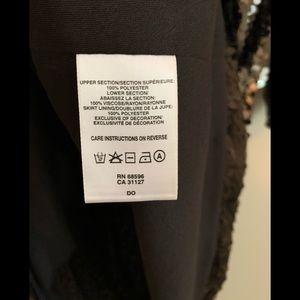 UPPER SECTION/SECTION SUPÉRIEURE:
100% POLYESTER
LOWER SECTION/
ABAISSEZ LA SECTION:
100% VISCOSE/RAYON/RAYONNE
SKIRT LINING/DOUBLURE DE LA JUPE:
100% POLYESTER
EXCLUSIVE OF DECORATION/
EXCLUSIVITÉ DE DÉCORATION
CARE INSTRUCTIONS ON REVERSE
A
RN 68596
CA 31127
DO